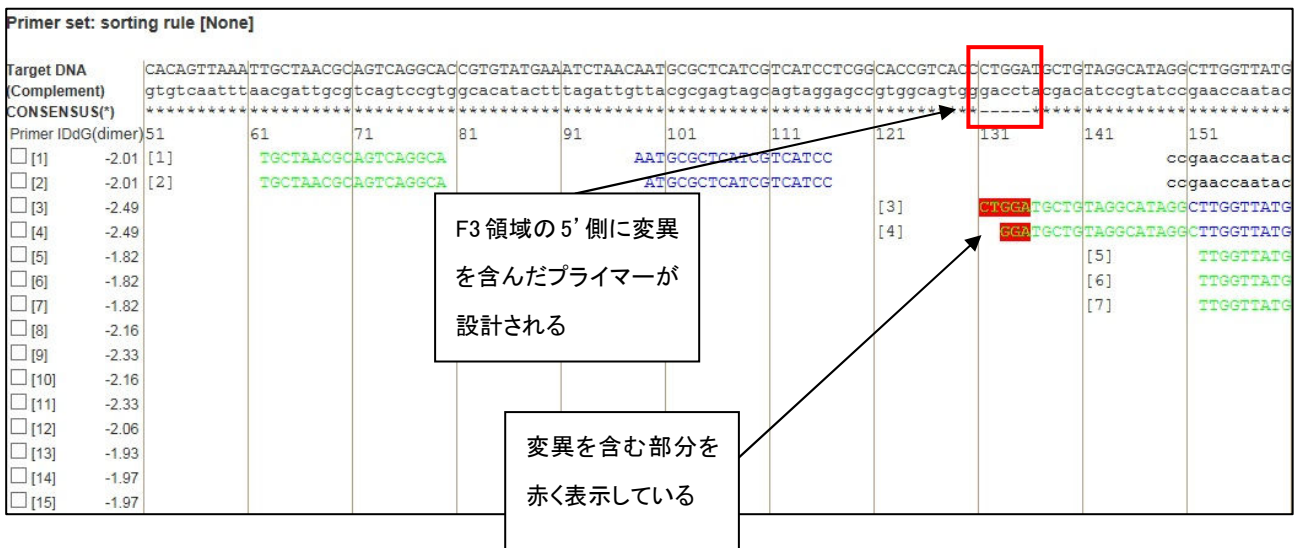 Primer set: sorting rule [None]
Target DNA CACAGTTAAATTGCTAACGCAGTCAGGCACCGTGTATGAAATCTAACAATGCGCTCATCGTCATCCTCGGCACCGTCACCCTGGATGCTGTAGGCATAGGCTTGGTTATG
(Complement) gtgtcaatttaacgattgcgtcagtccgtggcacatactttagattgttacgcgagtagcagtaggagccgtggcagtgggacctacgacatccgtatccgaaccaatac
CONSENSUS(*) ********************************************************************************-----*************************
Primer IDdG(dimer) 51 61 71 81 91 101 111 121 131 141 151
[1] -2.01 [1] TGCTAACGCAGTCAGGCA AATGCGCTCATCGTCATCC ccgaaccaatac
[2] -2.01 [2] TGCTAACGCAGTCAGGCA ATGCGCTCATCGTCATCC ccgaaccaatac
[3] -2.49 [3] CTGGATGCTGTAGGCATAGGCTTGGTTATG
[4] -2.49 [4] GGATGCTGTAGGCATAGGCTTGGTTATG
[5] -1.82 [5] TTGGTTATG
[6] -1.82 [6] TTGGTTATG
[7] -1.82 [7] TTGGTTATG
[8] -2.16
[9] -2.33
[10] -2.16
[11] -2.33
[12] -2.06
[13] -1.93
[14] -1.97
[15] -1.97
F3領域の5'側に変異
を含んだプライマーが
設計される
変異を含む部分を
赤く表示している